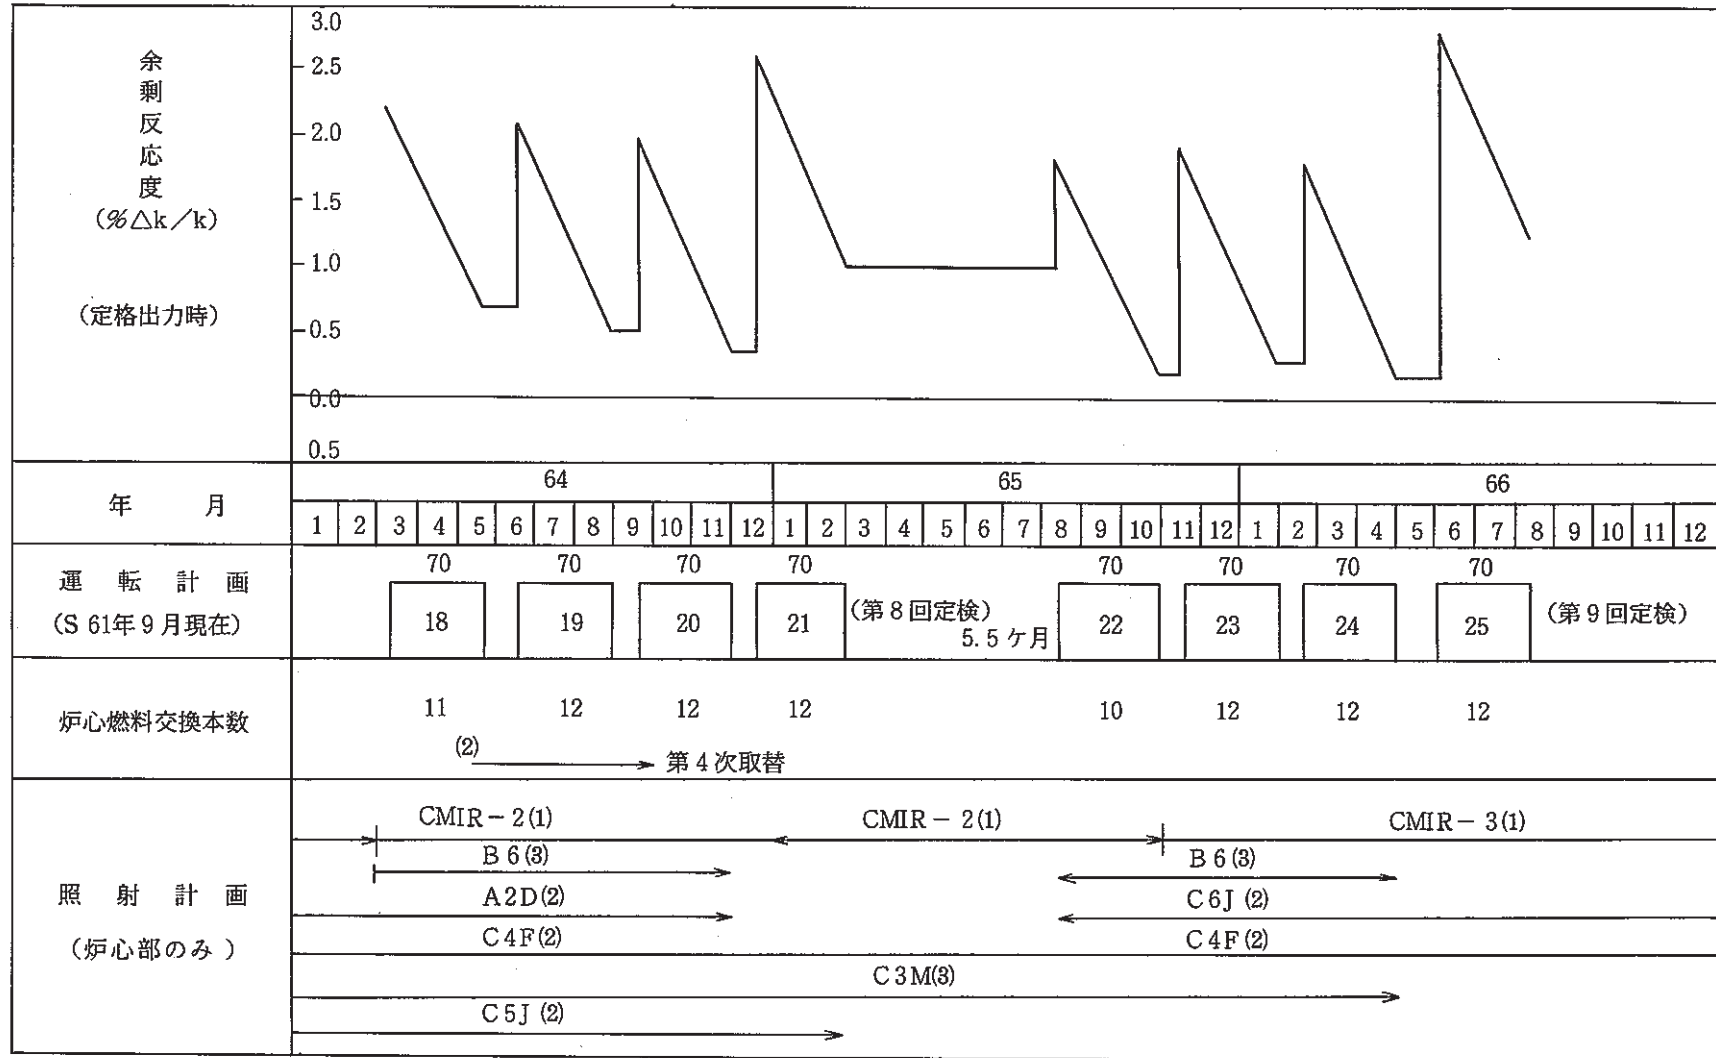 余剰反応度
(%△k/k)
(定格出力時)
3.0
2.5
2.0
1.5
1.0
0.5
0.0
0.5
年 月
64 65 66
1 2 3 4 5 6 7 8 9 10 11 12 1 2 3 4 5 6 7 8 9 10 11 12 1 2 3 4 5 6 7 8 9 10 11 12
運転計画
(S 61年9月現在)
70 70 70 70 70 70 70 70
18 19 20 21 (第8回定検) 5.5ケ月 22 23 24 25 (第9回定検)
炉心燃料交換本数
11 12 12 12 10 12 12 12
(2) 第4次取替
照射計画
(炉心部のみ)
CMIR-2(1) CMIR-2(1) CMIR-3(1)
B6(3) B6(3)
A2D(2) C6J(2)
C4F(2) C4F(2)
C3M(3)
C5J(2)